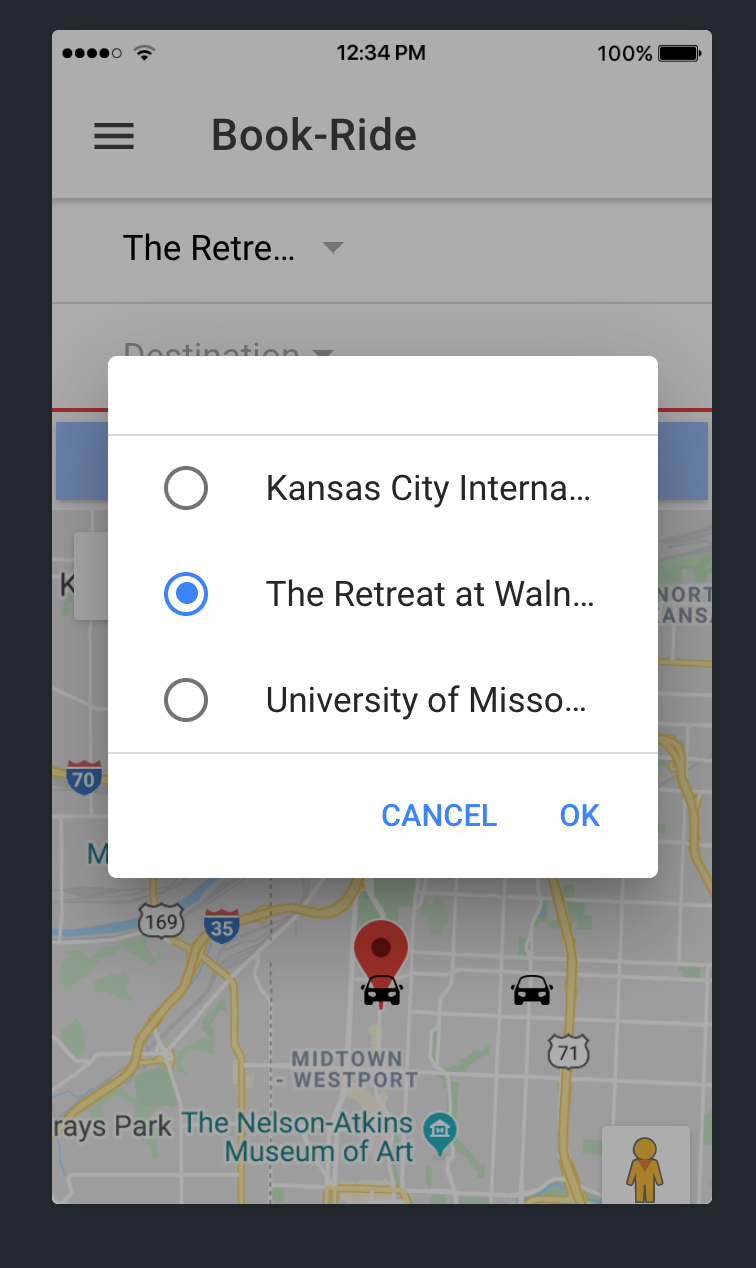 12:34 PM
100%
Book-Ride
The Retre...
Destination
Kansas City Interna...
The Retreat at Waln...
University of Misso...
CANCEL
OK
K
NORT
KANS
70
M
169
35
71
MIDTOWN
- WESTPORT
rays Park
The Nelson-Atkins
Museum of Art